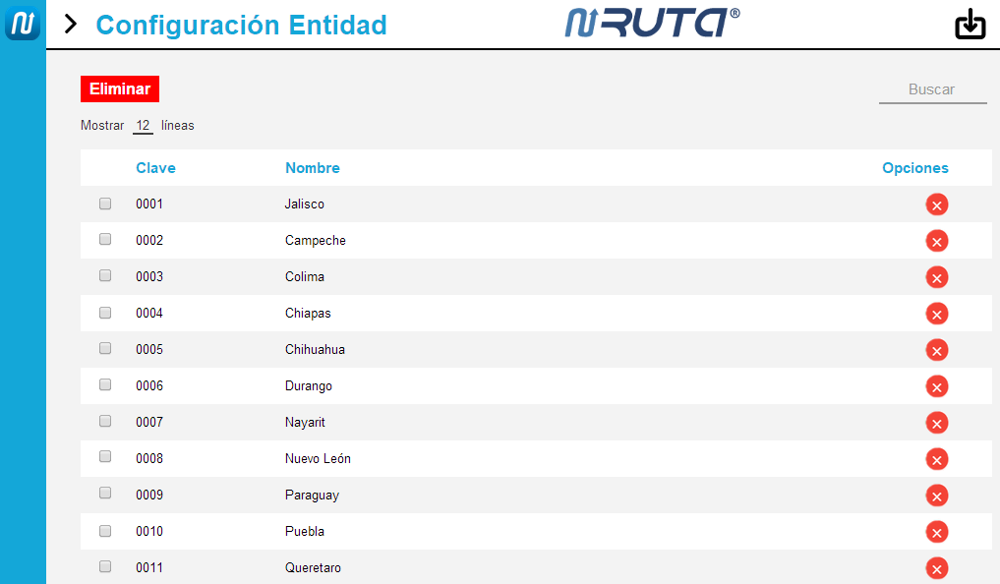 Configuración Entidad
RUTA®
Eliminar
Buscar
Mostrar 12 líneas
Clave Nombre Opciones
0001 Jalisco
0002 Campeche
0003 Colima
0004 Chiapas
0005 Chihuahua
0006 Durango
0007 Nayarit
0008 Nuevo León
0009 Paraguay
0010 Puebla
0011 Queretaro